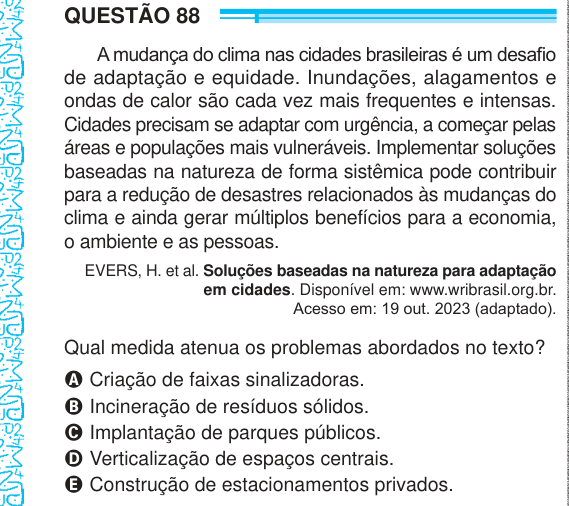 QUESTÃO 88
A mudança do clima nas cidades brasileiras é um desafio
de adaptação e equidade. Inundações, alagamentos e
ondas de calor são cada vez mais frequentes e intensas.
Cidades precisam se adaptar com urgência, a começar pelas
áreas e populações mais vulneráveis. Implementar soluções
baseadas na natureza de forma sistêmica pode contribuir
para a redução de desastres relacionados às mudanças do
clima e ainda gerar múltiplos benefícios para a economia,
o ambiente e as pessoas.
EVERS, H. et al. Soluções baseadas na natureza para adaptação
em cidades. Disponível em: www.wribrasil.org.br.
Acesso em: 19 out. 2023 (adaptado).
Qual medida atenua os problemas abordados no texto?
A Criação de faixas sinalizadoras.
B Incineração de resíduos sólidos.
C Implantação de parques públicos.
D Verticalização de espaços centrais.
E Construção de estacionamentos privados.